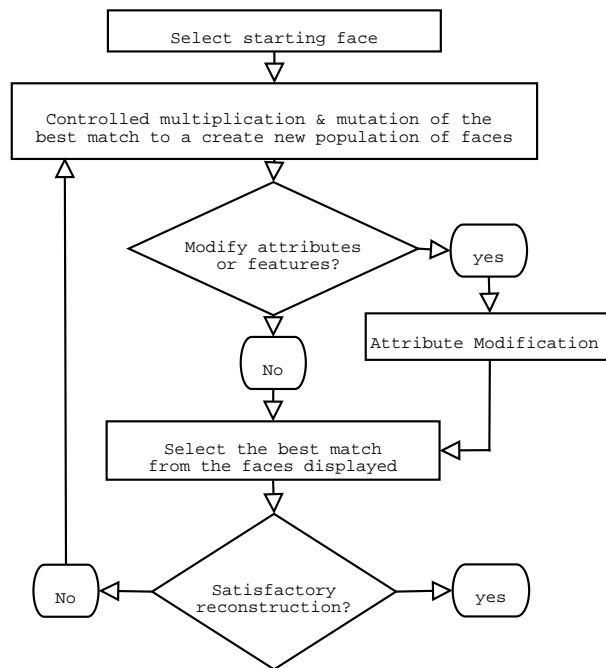 Select starting face
Controlled multiplication & mutation of the
best match to a create new population of faces
Modify attributes
or features?
yes
No
Attribute Modification
Select the best match
from the faces displayed
Satisfactory
reconstruction?
No
yes